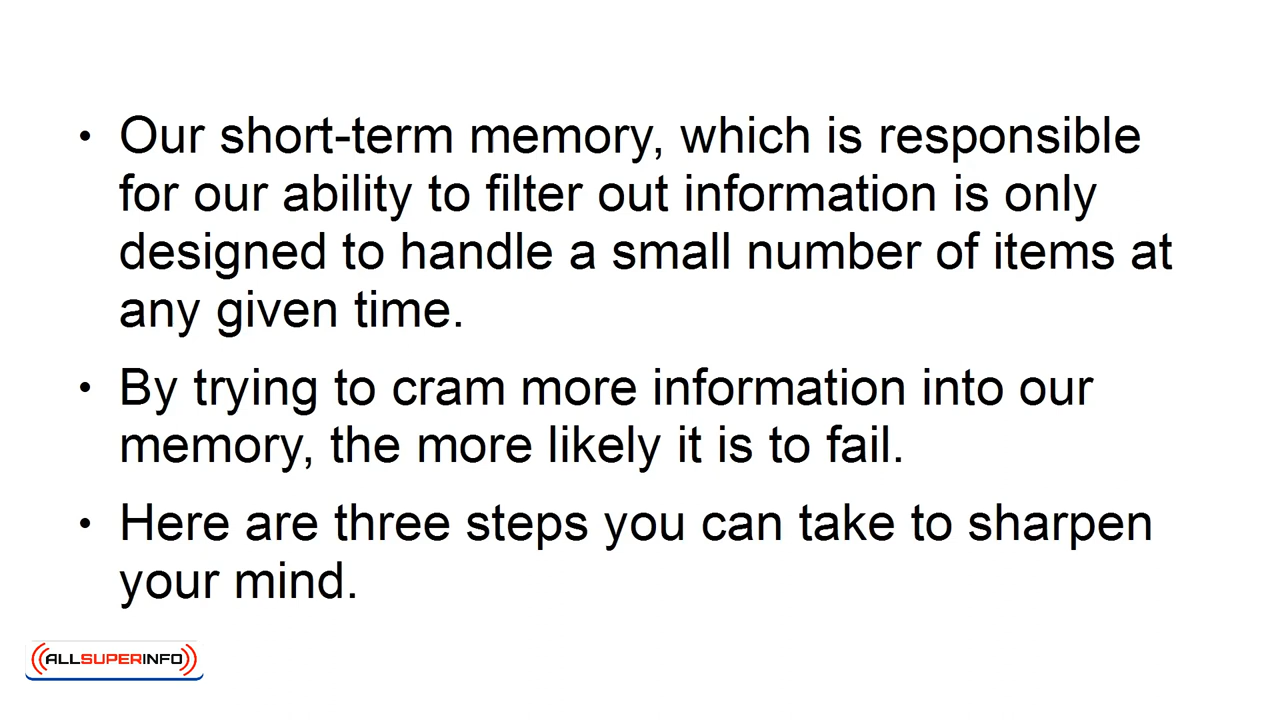 • Our short-term memory, which is responsible
for our ability to filter out information is only
designed to handle a small number of items at
any given time.
• By trying to cram more information into our
memory, the more likely it is to fail.
• Here are three steps you can take to sharpen
your mind.
ALLSUPERINFO